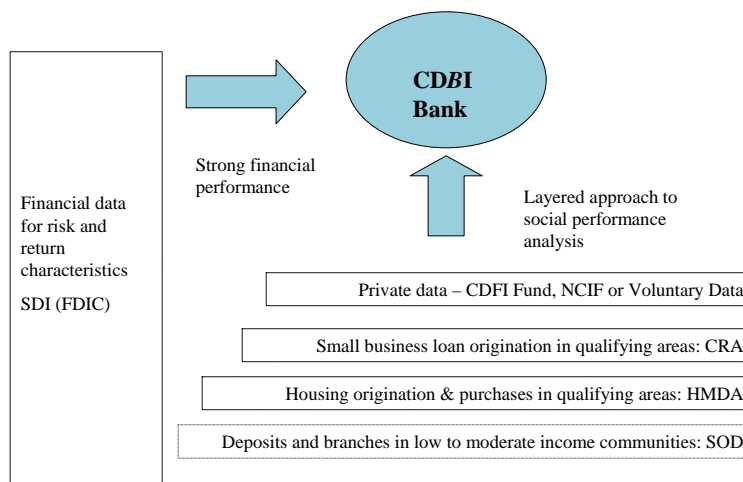 CDBI
Bank
Strong financial
performance
Financial data
for risk and
return
characteristics
SDI (FDIC)
Layered approach to
social performance
analysis
Private data – CDFI Fund, NCIF or Voluntary Data
Small business loan origination in qualifying areas: CRA
Housing origination & purchases in qualifying areas: HMDA
Deposits and branches in low to moderate income communities: SOD